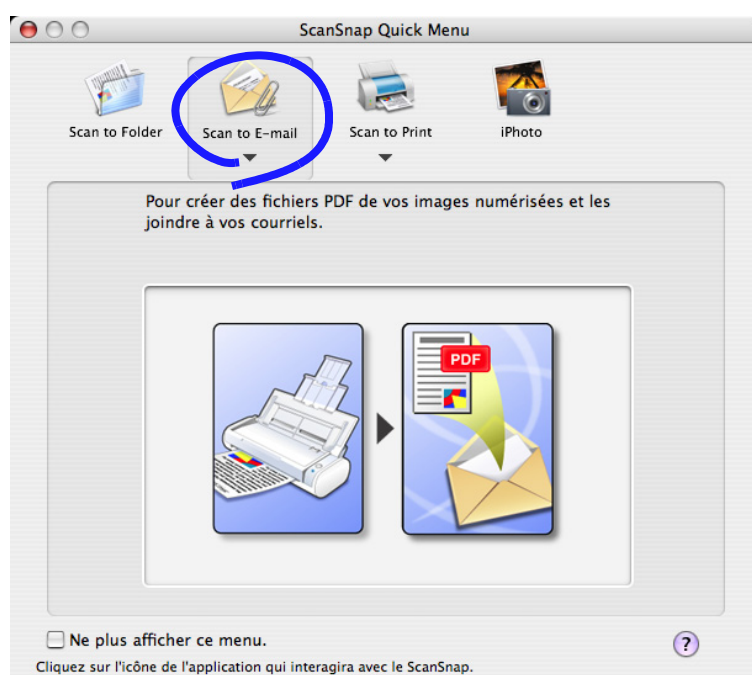 ScanSnap Quick Menu
Scan to Folder
Scan to E-mail
Scan to Print
iPhoto
Pour créer des fichiers PDF de vos images numérisées et les
joindre à vos courriels.
PDF
Ne plus afficher ce menu.
?
Cliquez sur l'icône de l'application qui interagira avec le ScanSnap.